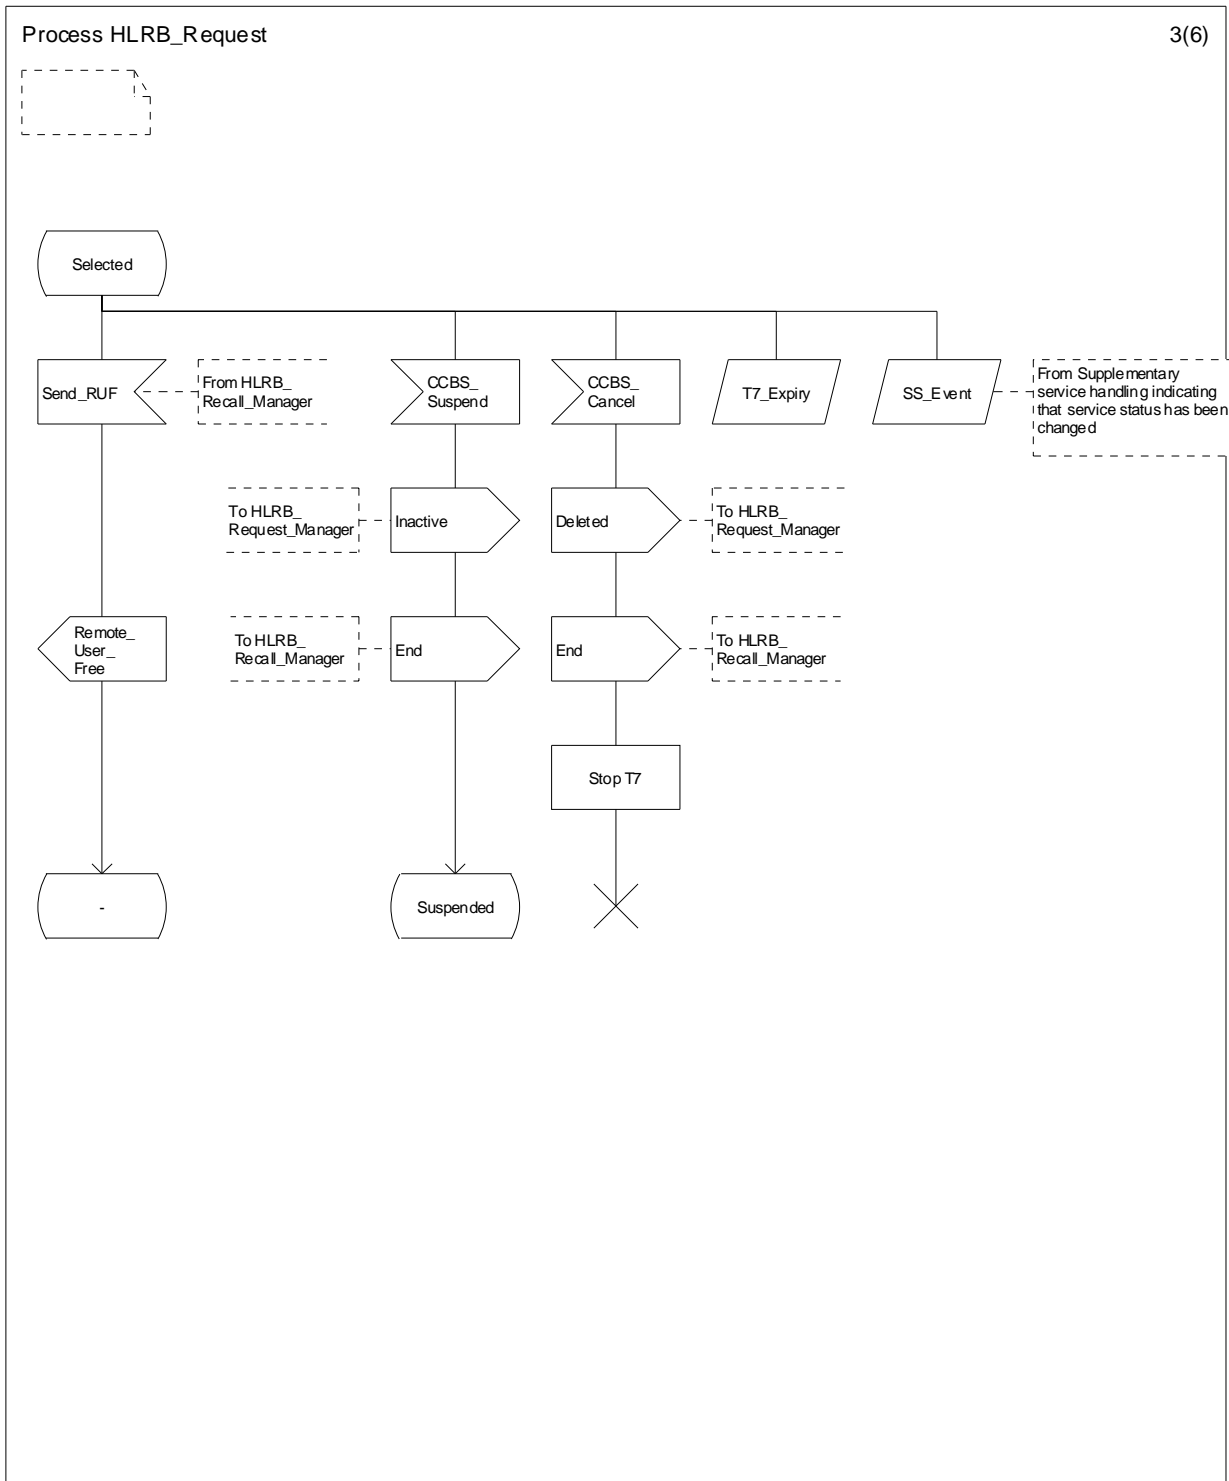 Process HLRB_Request
3(6)
Selected
Send_RUF
From HLRB_
Recall_Manager
CCBS_
Suspend
CCBS_
Cancel
T7_Expiry
SS_Event
From Supplementary
service handling indicating
that service status has been
changed
To HLRB_
Request_Manager
Inactive
Deleted
To HLRB_
Request_Manager
Remote_
User_
Free
To HLRB_
Recall_Manager
End
End
To HLRB_
Recall_Manager
Stop T7
-
Suspended